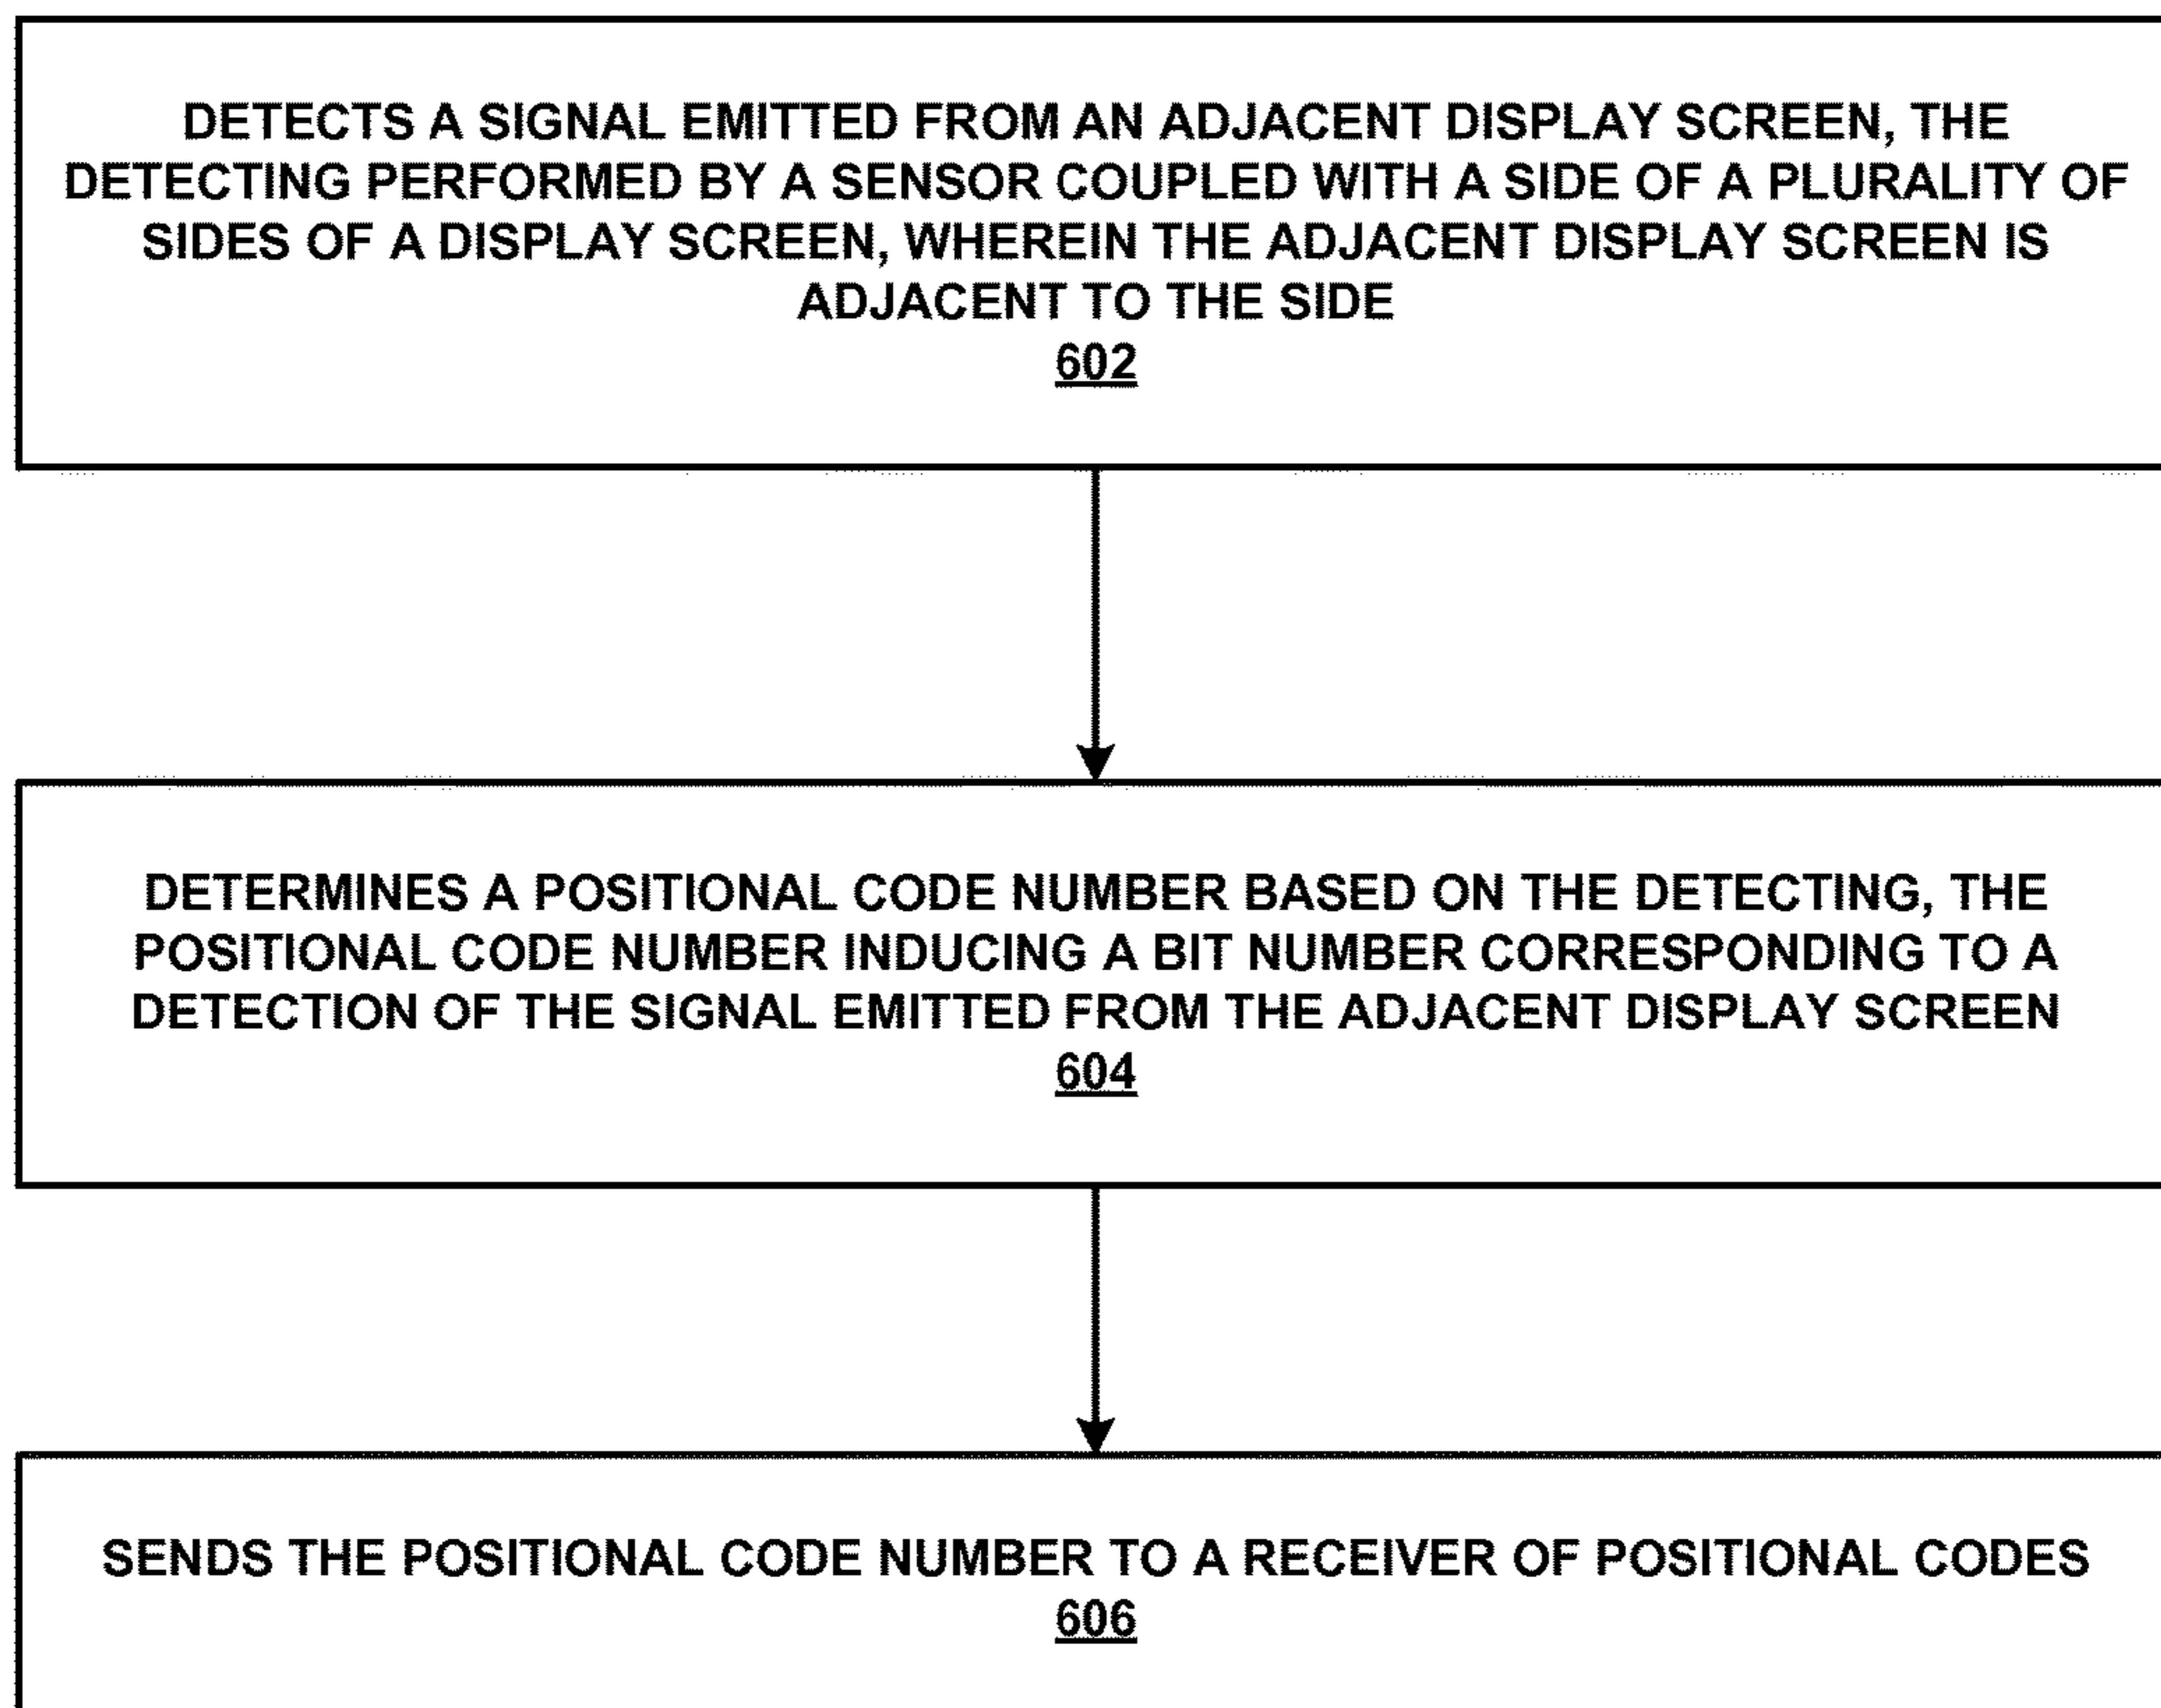 DETECTS A SIGNAL EMITTED FROM AN ADJACENT DISPLAY SCREEN, THE
DETECTING PERFORMED BY A SENSOR COUPLED WITH A SIDE OF A PLURALITY OF
SIDES OF A DISPLAY SCREEN, WHEREIN THE ADJACENT DISPLAY SCREEN IS
ADJACENT TO THE SIDE
602
DETERMINES A POSITIONAL CODE NUMBER BASED ON THE DETECTING, THE
POSITIONAL CODE NUMBER INDUCING A BIT NUMBER CORRESPONDING TO A
DETECTION OF THE SIGNAL EMITTED FROM THE ADJACENT DISPLAY SCREEN
604
SENDS THE POSITIONAL CODE NUMBER TO A RECEIVER OF POSITIONAL CODES
606